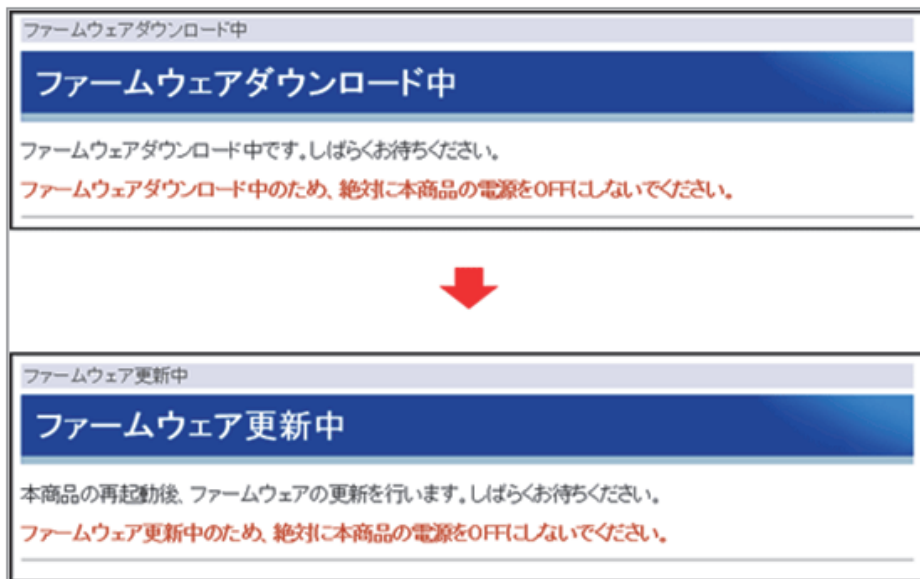 ファームウェアダウンロード中
ファームウェアダウンロード中
ファームウェアダウンロード中です。しばらくお待ちください。
ファームウェアダウンロード中のため、絶対に本商品の電源をOFFにしないでください。
ファームウェア更新中
ファームウェア更新中
本商品の再起動後、ファームウェアの更新を行います。しばらくお待ちください。
ファームウェア更新中のため、絶対に本商品の電源をOFFにしないでください。